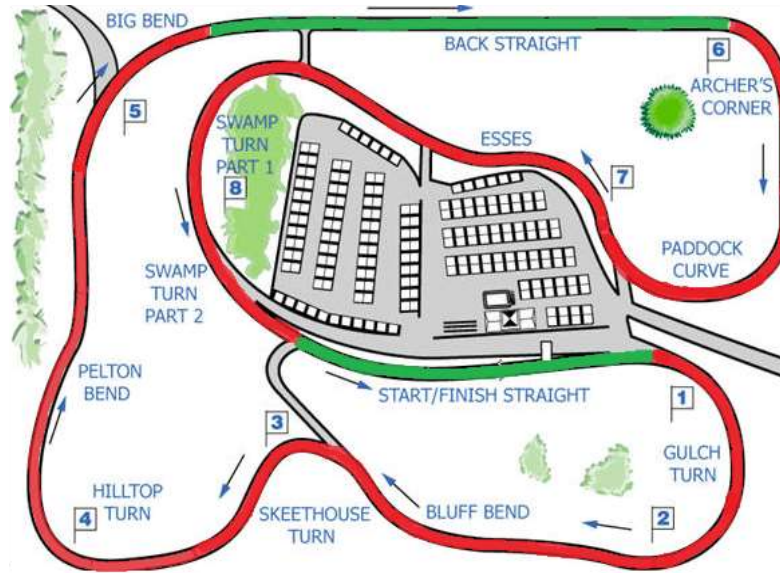 BIG BEND
BACK STRAIGHT
6
ARCHER'S
CORNER
5
SWAMP
TURN
PART 1
8
ESSES
7
SWAMP
TURN
PART 2
PADDOCK
CURVE
PELTON
BEND
START/FINISH STRAIGHT
1
3
GULCH
TURN
HILLTOP
TURN
4
SKEETHOUSE
TURN
BLUFF BEND
2